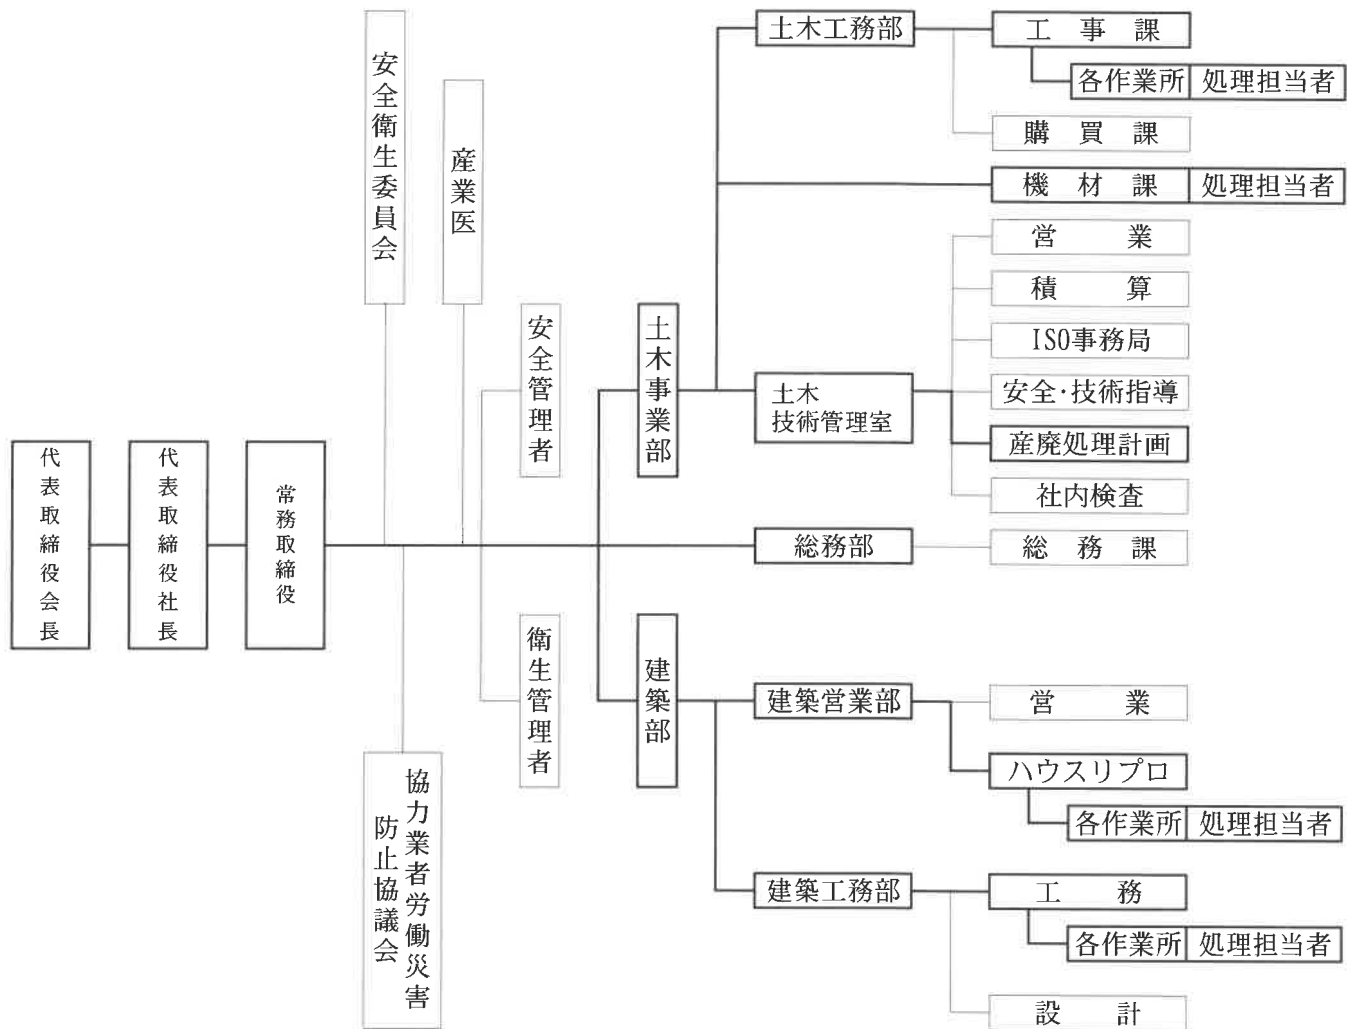 代表取締役会長
代表取締役社長
常務取締役
安全衛生委員会
産業医
協力業者労働災害
防止協議会
安全管理者
衛生管理者
土木事業部
土木工務部
工事課
各作業所 処理担当者
購買課
機材課 処理担当者
土木
技術管理室
営業
積算
ISO事務局
安全・技術指導
産廃処理計画
社内検査
総務部
総務課
建築部
建築営業部
営業
ハウスリプロ
各作業所 処理担当者
建築工務部
工務
各作業所 処理担当者
設計